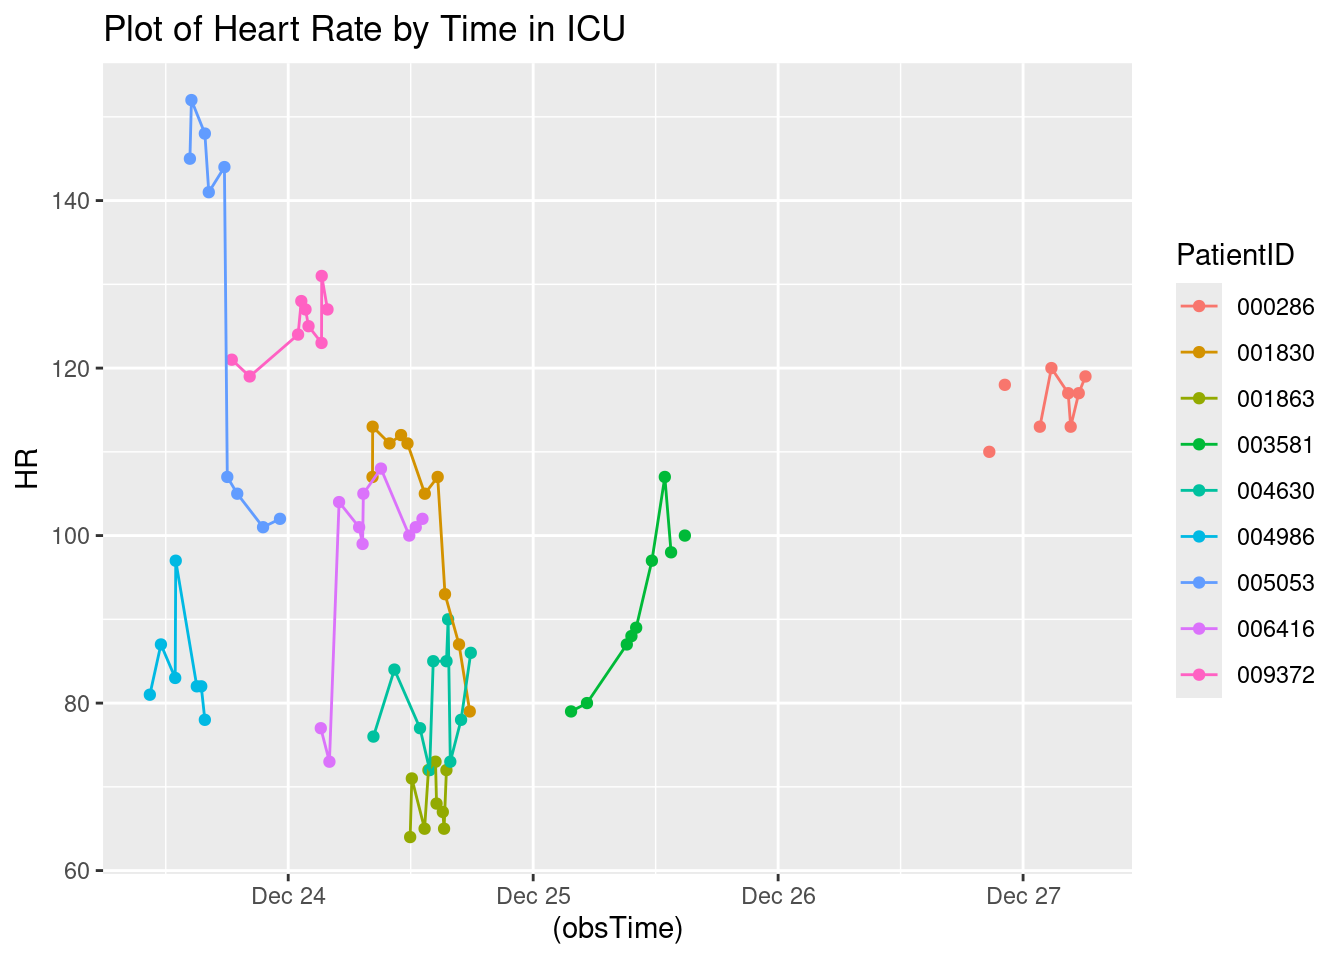 Plot of Heart Rate by Time in ICU
HR
140
120
100
80
60
Dec 24
Dec 25
Dec 26
Dec 27
(obsTime)
PatientID
000286
001830
001863
003581
004630
004986
005053
006416
009372